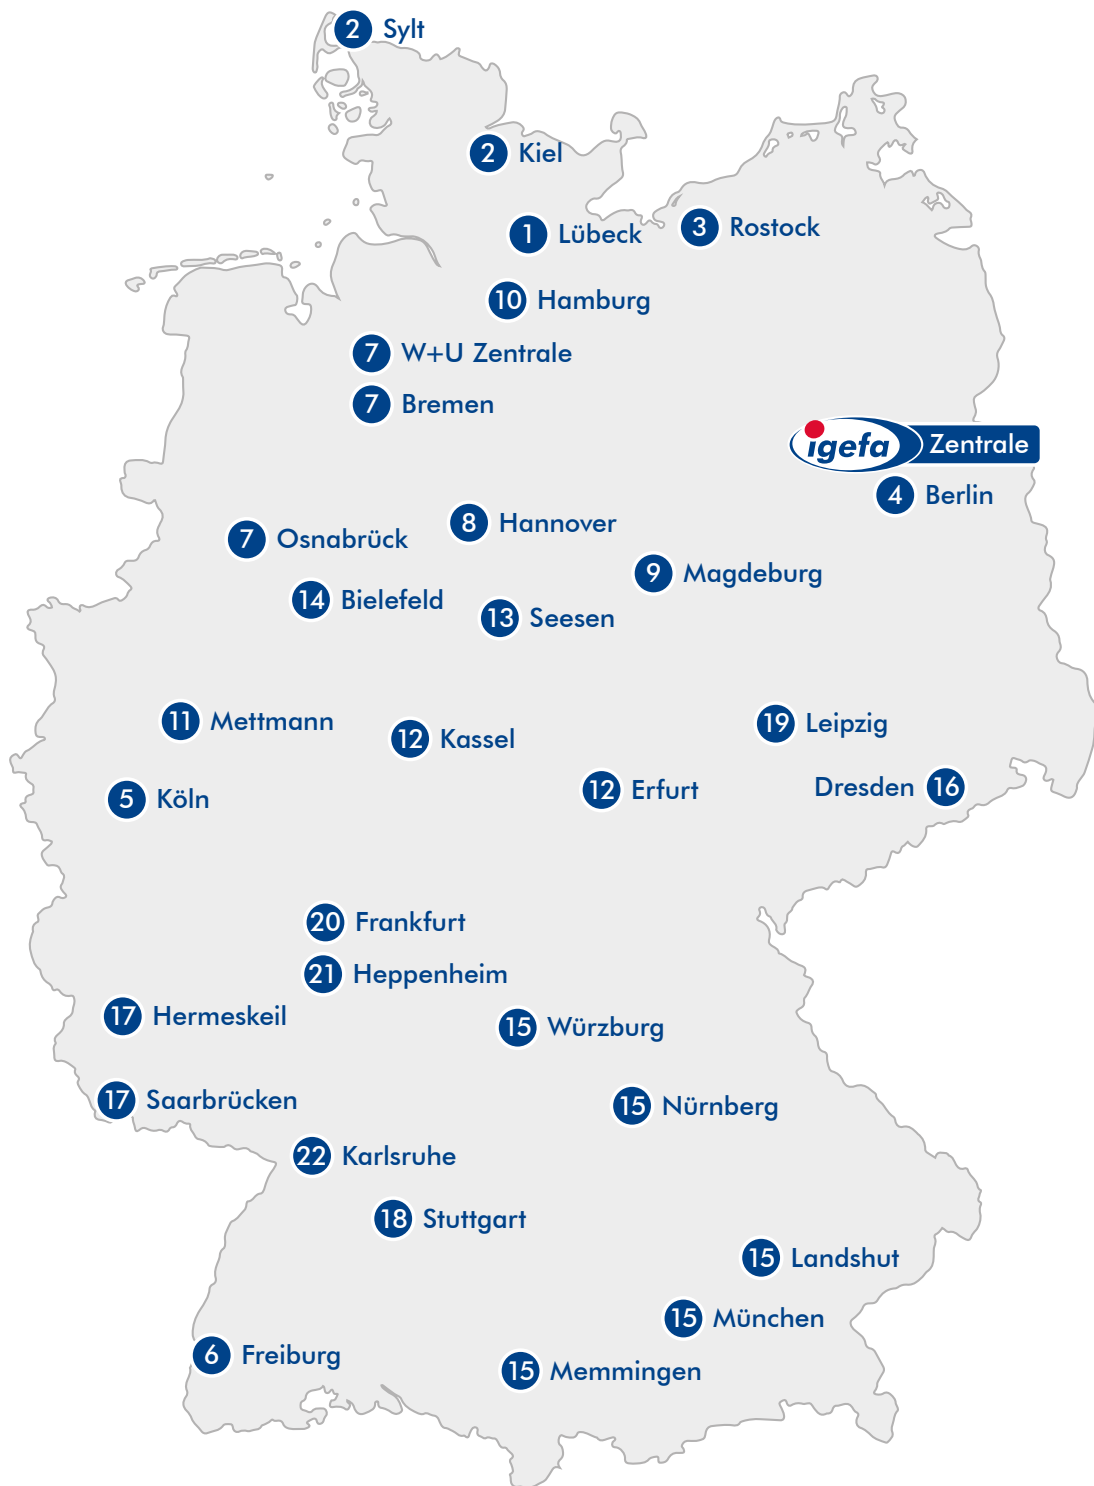 2 Sylt
2 Kiel
1 Lübeck
3 Rostock
10 Hamburg
7 W+U Zentrale
7 Bremen
igefa Zentrale
4 Berlin
8 Hannover
7 Osnabrück
9 Magdeburg
14 Bielefeld
13 Seesen
11 Mettmann
12 Kassel
19 Leipzig
5 Köln
12 Erfurt
Dresden 16
20 Frankfurt
21 Heppenheim
17 Hermeskeil
15 Würzburg
17 Saarbrücken
15 Nürnberg
22 Karlsruhe
18 Stuttgart
15 Landshut
15 München
6 Freiburg
15 Memmingen